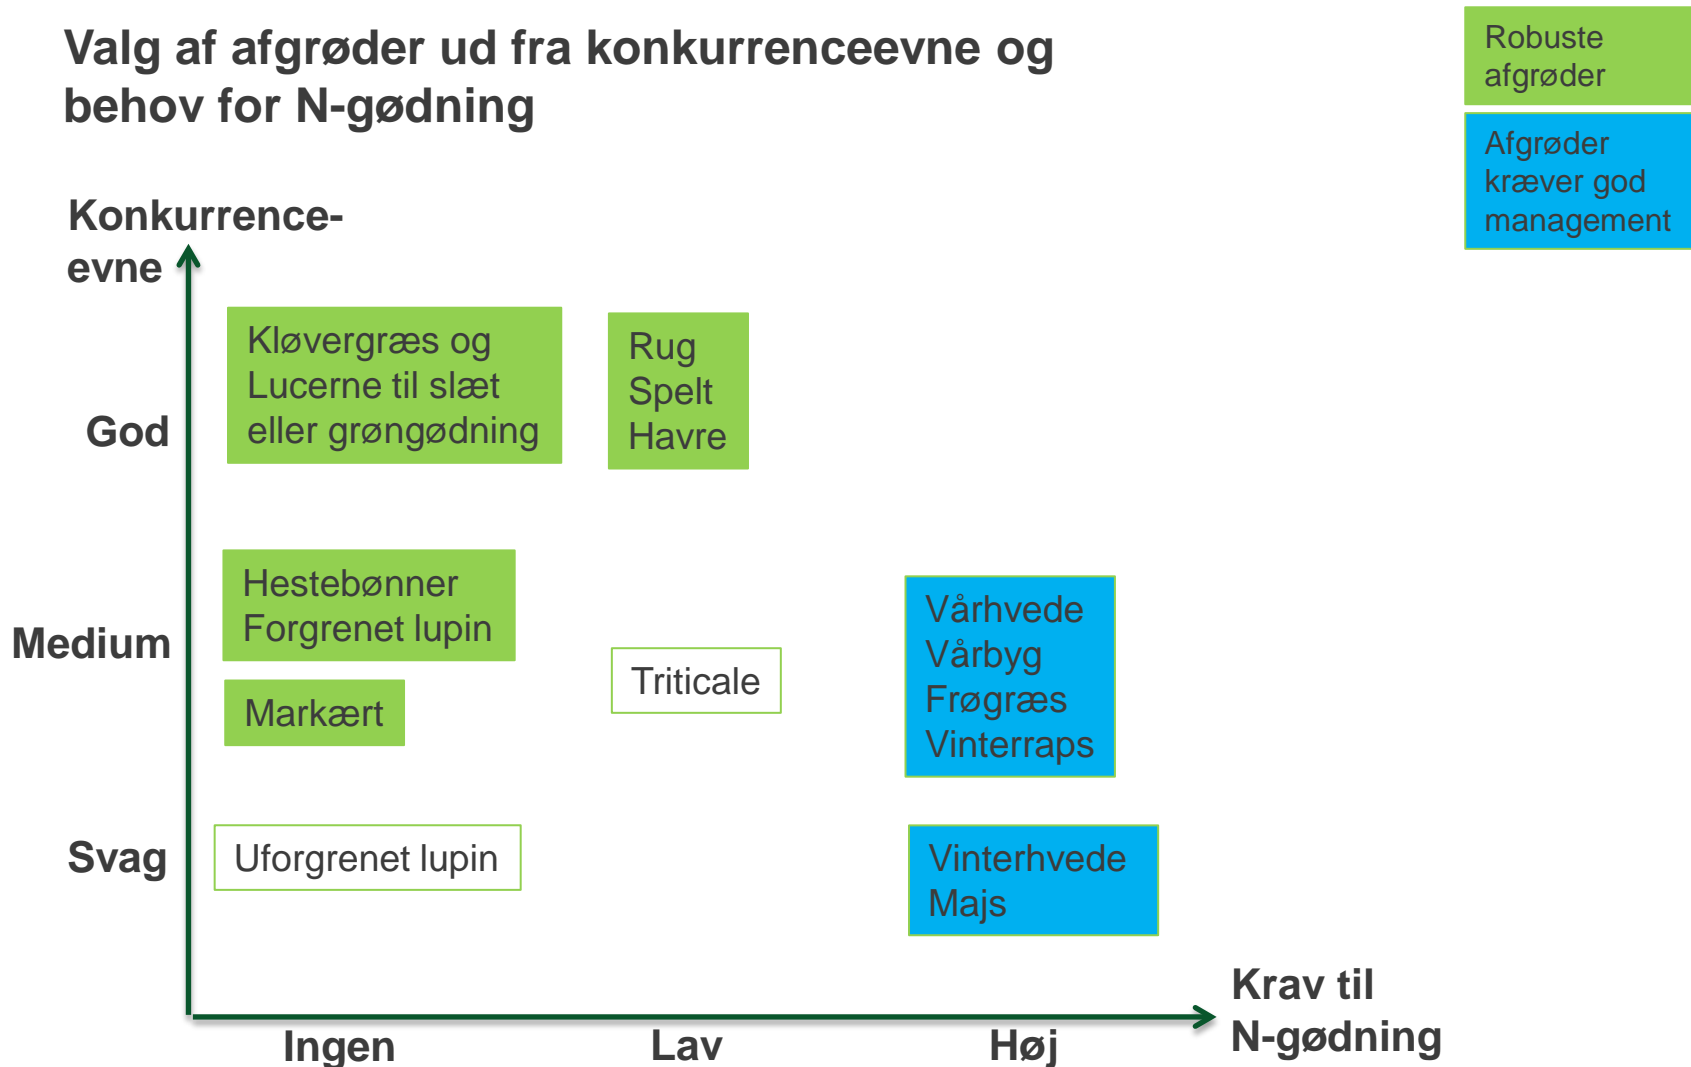 Valg af afgrøder ud fra konkurrenceevne og
behov for N-gødning
Robuste
afgrøder
Afgrøder
kræver god
management
Konkurrence-
evne
God
Kløvergræs og
Lucerne til slæt
eller grøngødning
Rug
Spelt
Havre
Medium
Hestebønner
Forgrenet lupin
Markært
Triticale
Vårhvede
Vårbyg
Frøgræs
Vinterraps
Svag
Uforgrenet lupin
Vinterhvede
Majs
Ingen
Lav
Høj
Krav til
N-gødning